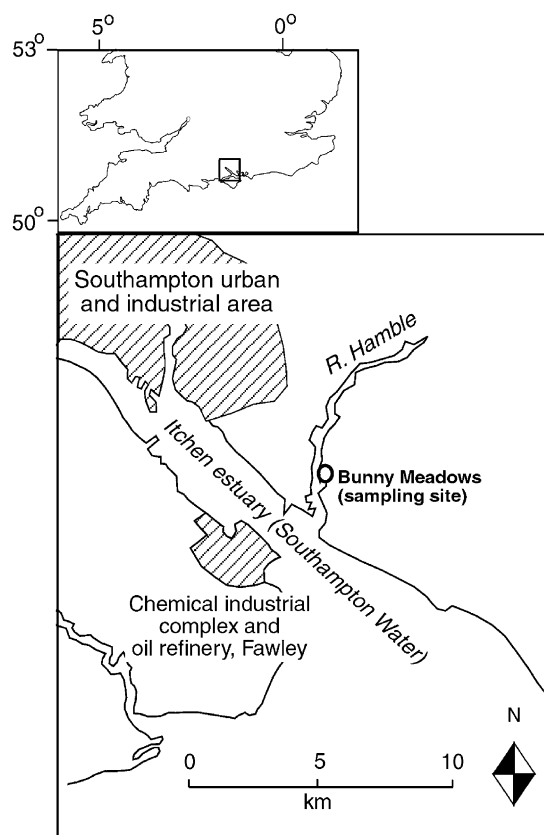 5°
0°
53°
50°
Southampton urban
and industrial area
R. Hamble
Itchen estuary (Southampton Water)
Bunny Meadows
(sampling site)
Chemical industrial
complex and
oil refinery, Fawley
N
0
5
10
km